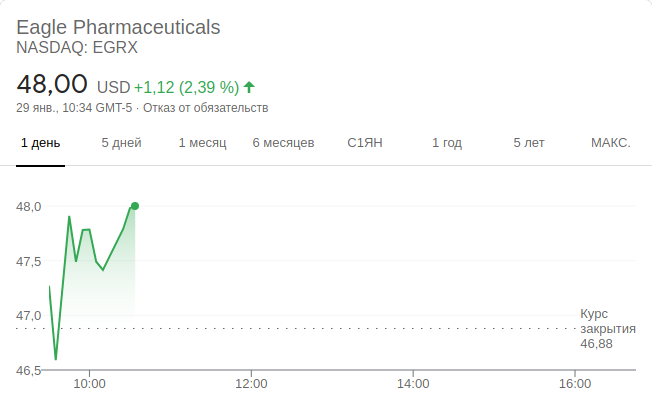 Eagle Pharmaceuticals
NASDAQ: EGRX
48,00 USD +1,12 (2,39 %)
29 янв., 10:34 GMT-5 · Отказ от обязательств
1 день 5 дней 1 месяц 6 месяцев С1ЯН 1 год 5 лет МАКС.
48,0
47,5
47,0
Курс
закрытия
46,88
46,5
10:00 12:00 14:00 16:00